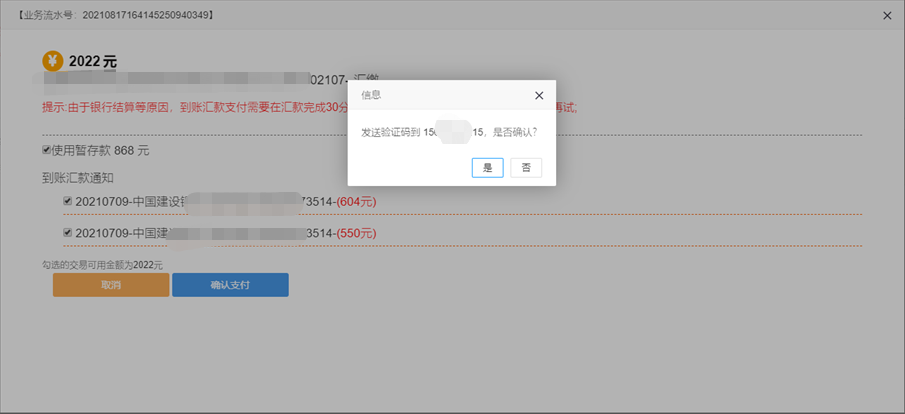 【业务流水号：20210817164145250940349】
¥ 2022 元
02107- 汇缴
提示:由于银行结算等原因，到账汇款支付需要在汇款完成30分
再试;
信息
发送验证码到 15 15，是否确认?
是 否
使用暂存款 868 元
到账汇款通知
20210709-中国建设 73514-(604元)
20210709-中国建 3514-(550元)
勾选的交易可用金额为2022元
取消 确认支付